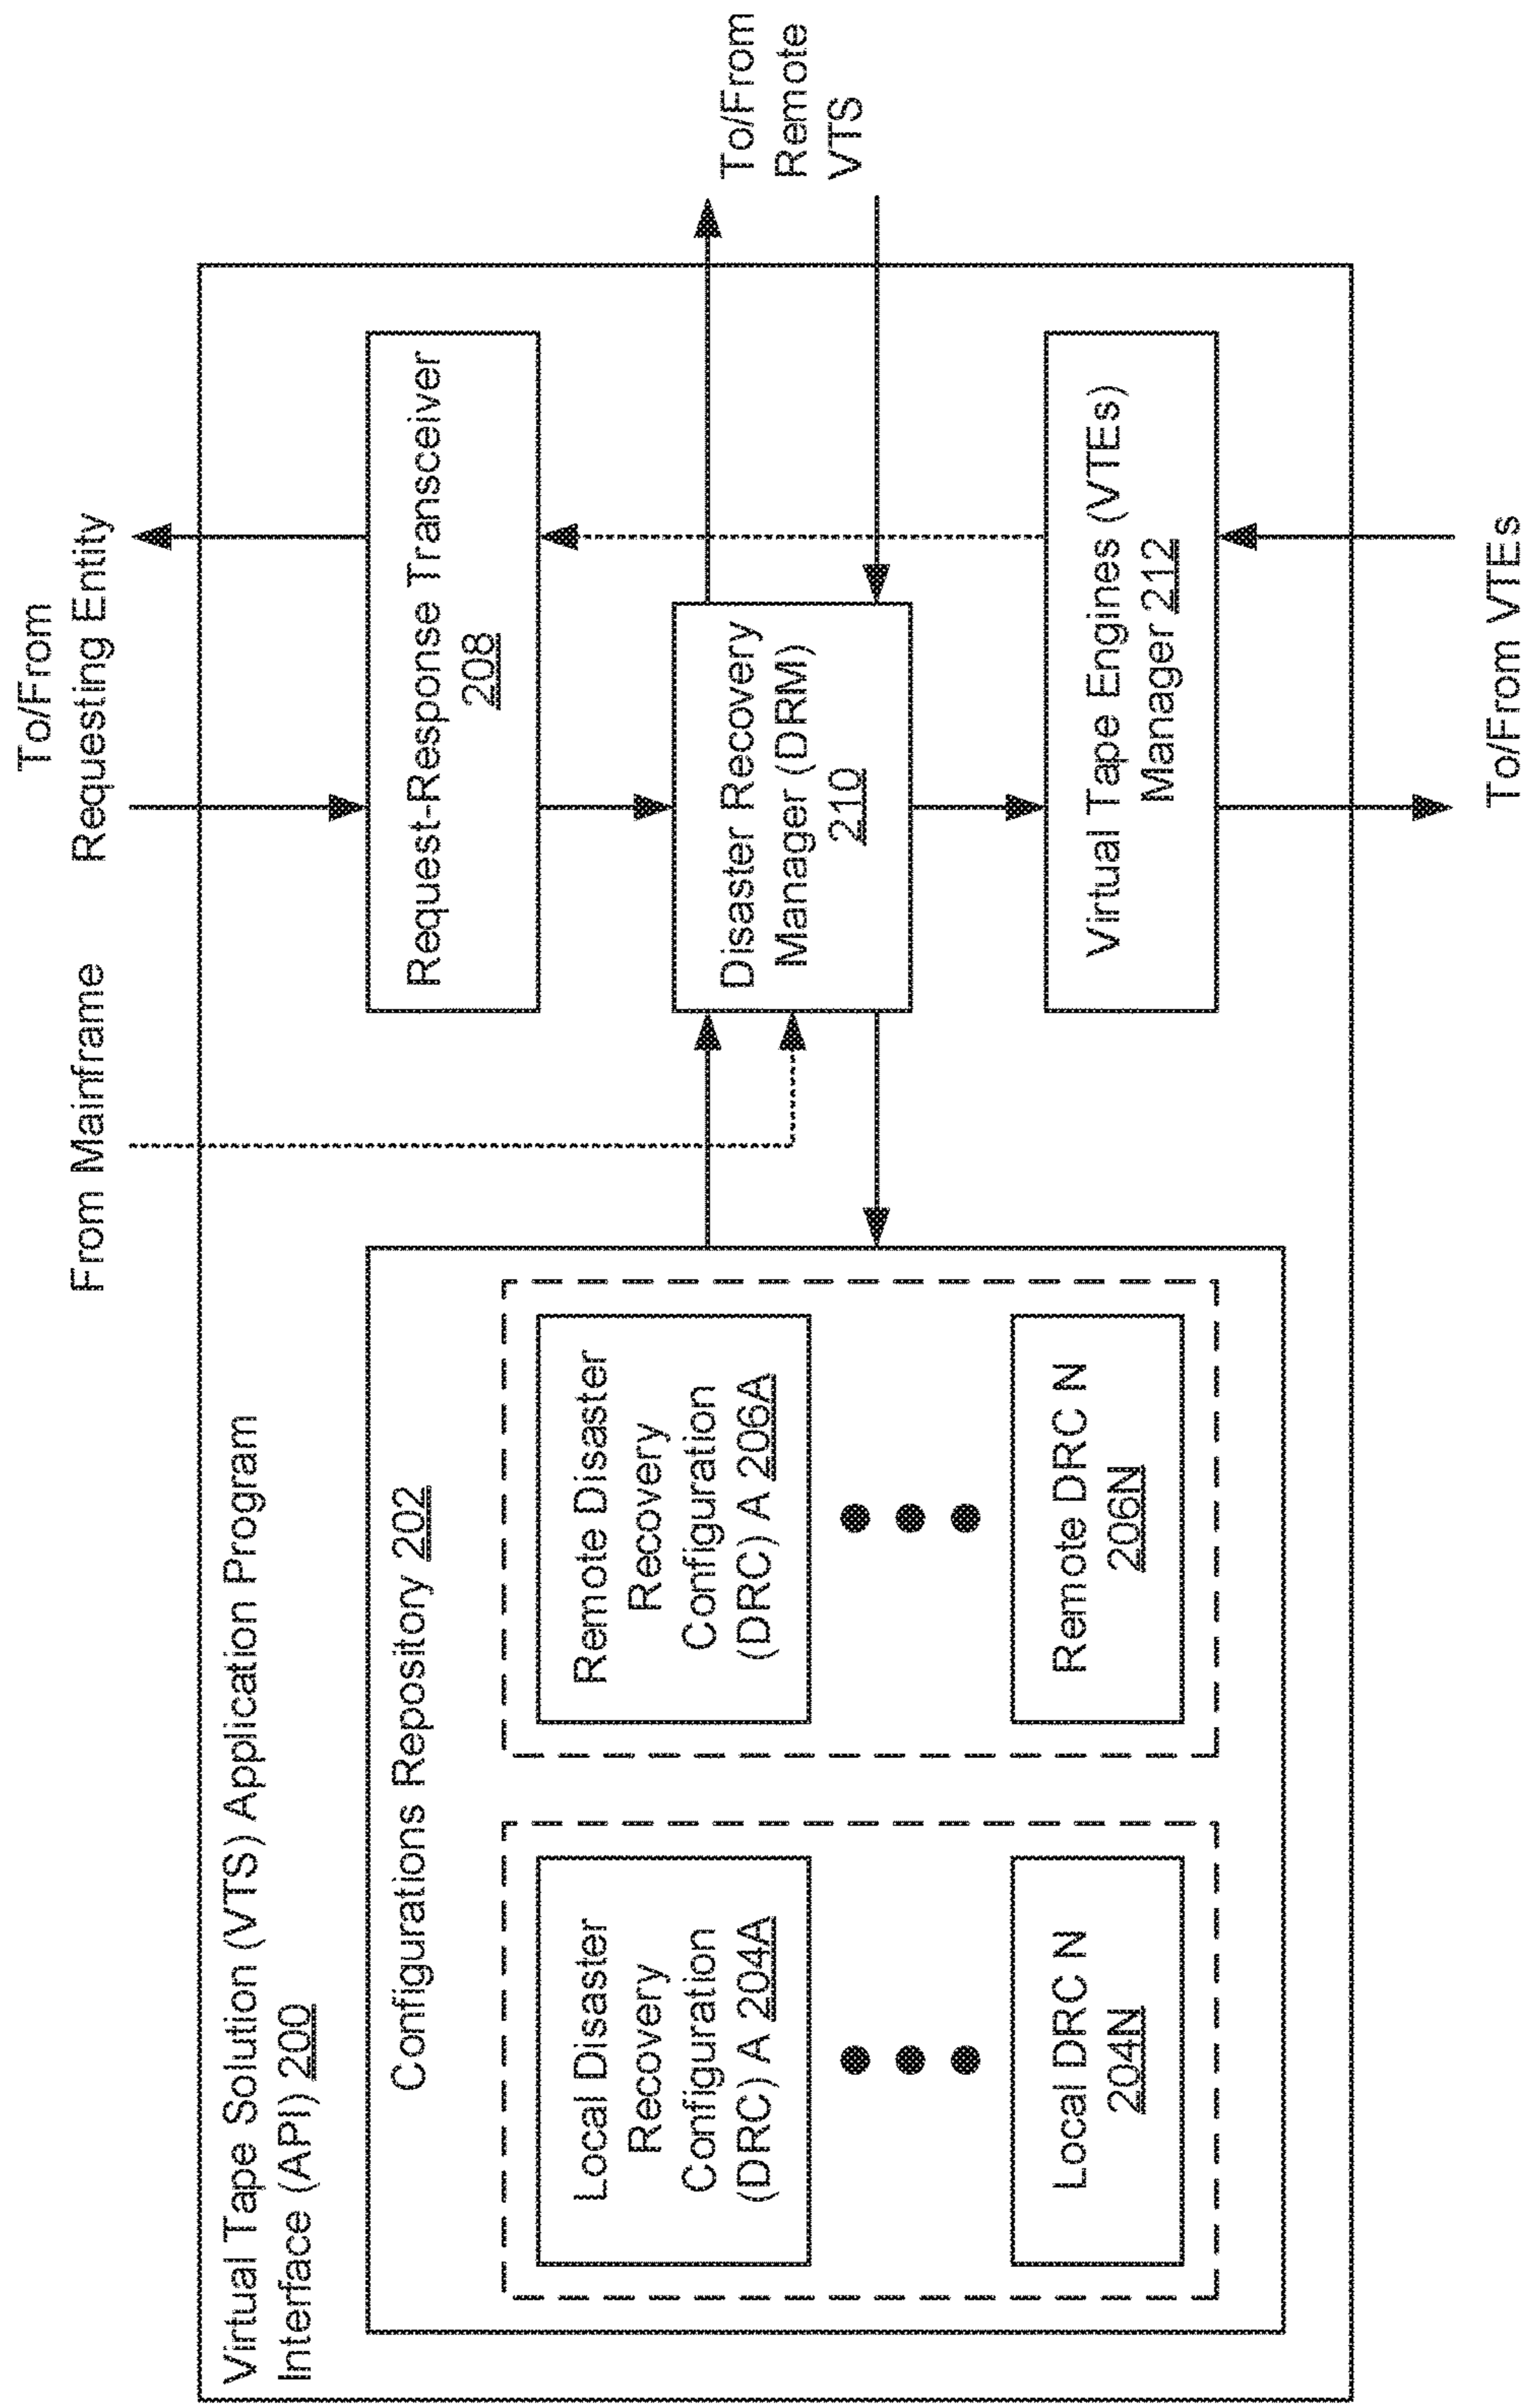 From Mainframe
To/From
Requesting Entity
Virtual Tape Solution (VTS) Application Program
Interface (API) 200
Configurations Repository 202
Local Disaster
Recovery
Configuration
(DRC) A 204A
Local DRC N
204N
Remote Disaster
Recovery
Configuration
(DRC) A 206A
Remote DRC N
206N
Request-Response Transceiver
208
Disaster Recovery
Manager (DRM)
210
Virtual Tape Engines (VTEs)
Manager 212
To/From
Remote
VTS
To/From VTEs